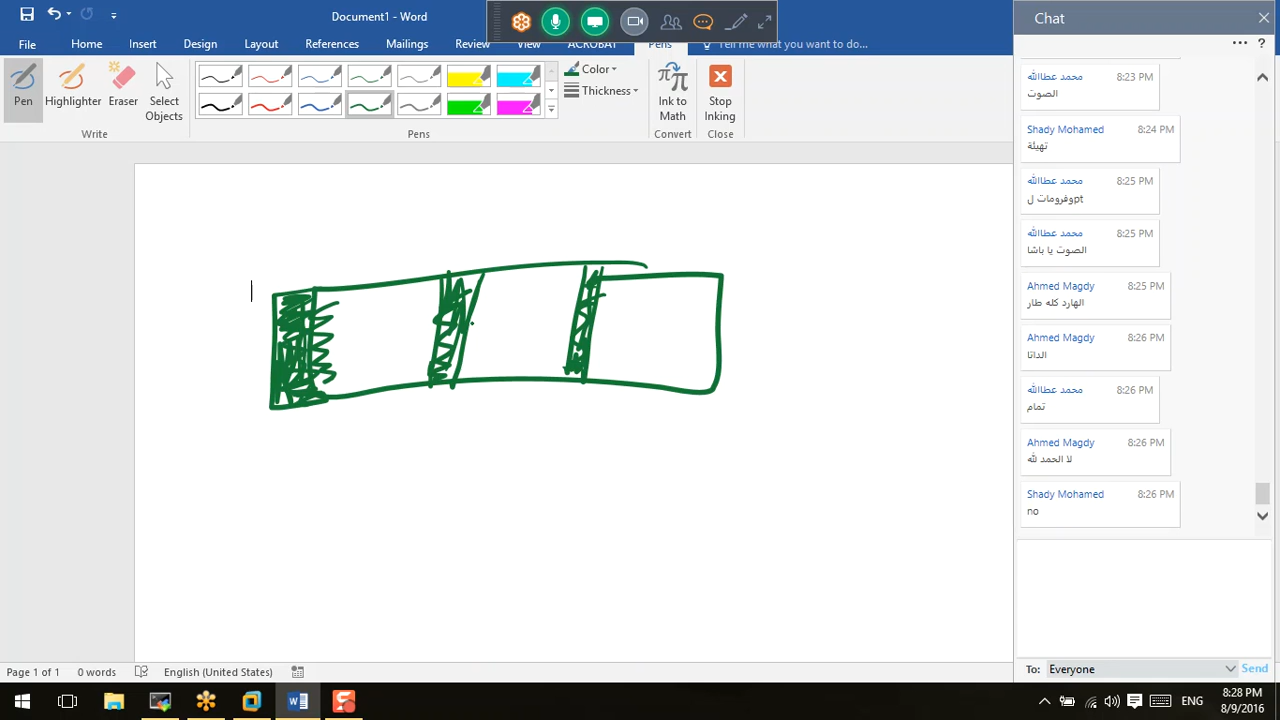 Document1 - Word
File
Home
Insert
Design
Layout
References
Mailings
Review
View
ACROBAT
Pens
Tell me what you want to do...
Pen
Highlighter
Eraser
Select
Objects
Write
Pens
Color
Thickness
Ink to
Math
Convert
Stop
Inking
Close
Chat
محمد عطاالله 8:23 PM
الصوت
Shady Mohamed 8:24 PM
تهيئة
محمد عطاالله 8:25 PM
وفرومات ل pt
محمد عطاالله 8:25 PM
الصوت يا باشا
Ahmed Magdy 8:25 PM
الهارد كله طار
Ahmed Magdy 8:26 PM
الداتا
محمد عطاالله 8:26 PM
تمام
Ahmed Magdy 8:26 PM
لا الحمد لله
Shady Mohamed 8:26 PM
no
To: Everyone
Send
Page 1 of 1
0 words
English (United States)
ENG
8:28 PM
8/9/2016